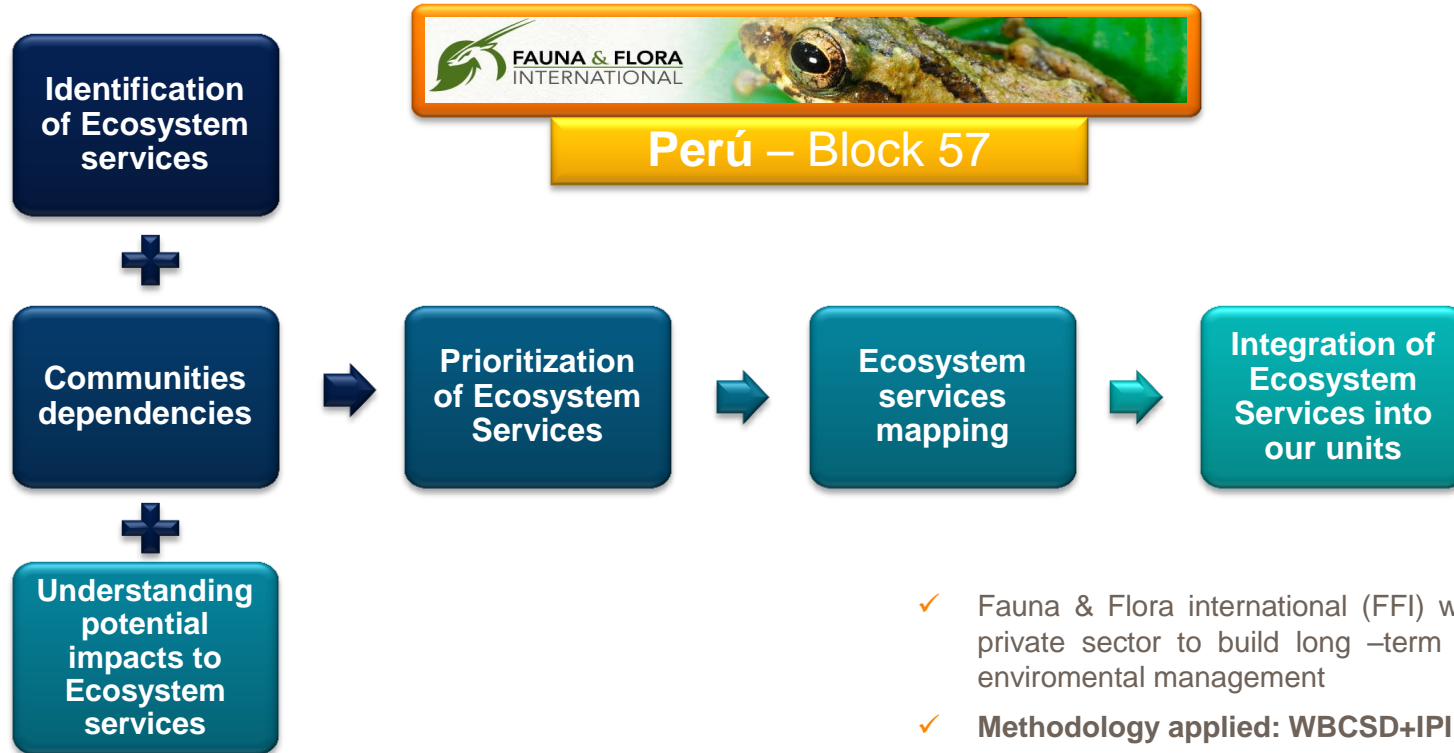 FAUNA & FLORA
INTERNATIONAL
Perú – Block 57
Identification
of Ecosystem
services
Communities
dependencies
Understanding
potential
impacts to
Ecosystem
services
Prioritization
of Ecosystem
Services
Ecosystem
services
mapping
Integration of
Ecosystem
Services into
our units
✓ Fauna & Flora international (FFI)
private sector to build long –term
enviromental management
✓ Methodology applied: